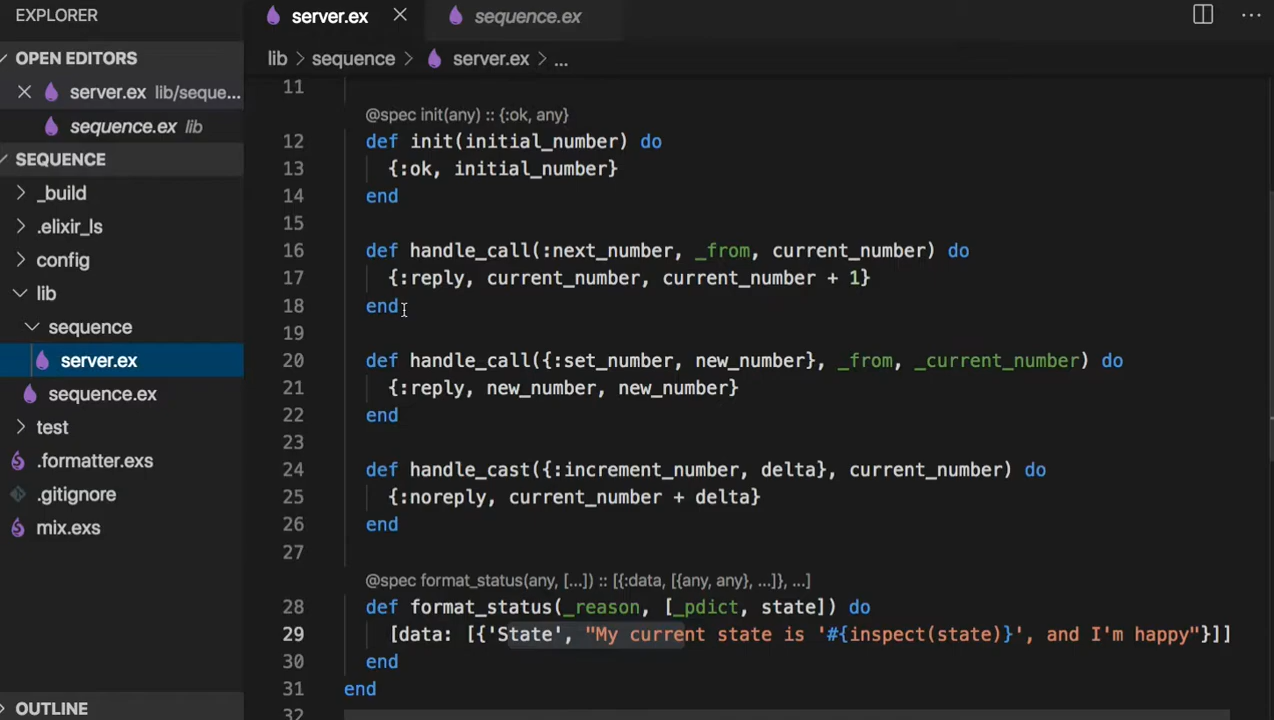 EXPLORER
OPEN EDITORS
server.ex lib/seque...
sequence.ex lib
SEQUENCE
_build
.elixir_ls
config
lib
sequence
server.ex
sequence.ex
test
.formatter.exs
.gitignore
mix.exs
OUTLINE
server.ex
sequence.ex
lib > sequence > server.ex > ...
11
@spec init(any) :: {:ok, any}
12 def init(initial_number) do
13 {:ok, initial_number}
14 end
15
16 def handle_call(:next_number, _from, current_number) do
17 {:reply, current_number, current_number + 1}
18 end
19
20 def handle_call({:set_number, new_number}, _from, _current_number) do
21 {:reply, new_number, new_number}
22 end
23
24 def handle_cast({:increment_number, delta}, current_number) do
25 {:noreply, current_number + delta}
26 end
27
@spec format_status(any, [...]) :: [{:data, [{any, any}, ...]}, ...]
28 def format_status(_reason, [_pdict, state]) do
29 [data: [{'State', "My current state is '#{inspect(state)}', and I'm happy"}]]
30 end
31 end
32